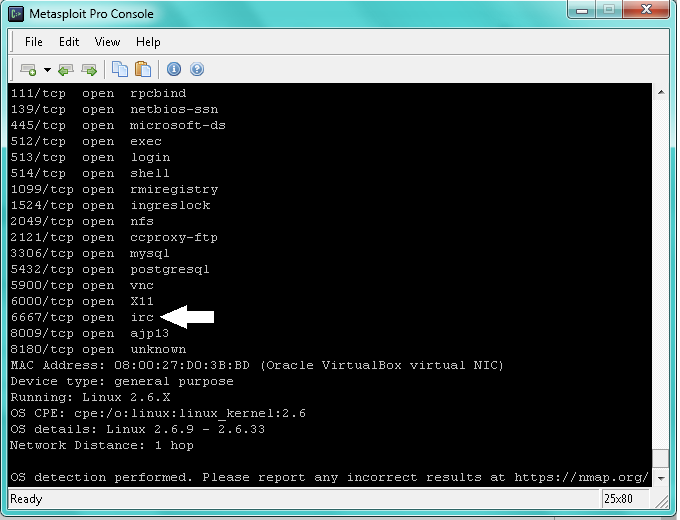 Metasploit Pro Console
File Edit View Help
111/tcp open rpcbind
139/tcp open netbios-ssn
445/tcp open microsoft-ds
512/tcp open exec
513/tcp open login
514/tcp open shell
1099/tcp open rmiregistry
1524/tcp open ingreslock
2049/tcp open nfs
2121/tcp open ccproxy-ftp
3306/tcp open mysql
5432/tcp open postgresql
5900/tcp open vnc
6000/tcp open X11
6667/tcp open irc
8009/tcp open ajp13
8180/tcp open unknown
MAC Address: 08:00:27:D0:3B:BD (Oracle VirtualBox virtual NIC)
Device type: general purpose
Running: Linux 2.6.X
OS CPE: cpe:/o:linux:linux_kernel:2.6
OS details: Linux 2.6.9 - 2.6.33
Network Distance: 1 hop
OS detection performed. Please report any incorrect results at https://nmap.org/
Ready 25x80